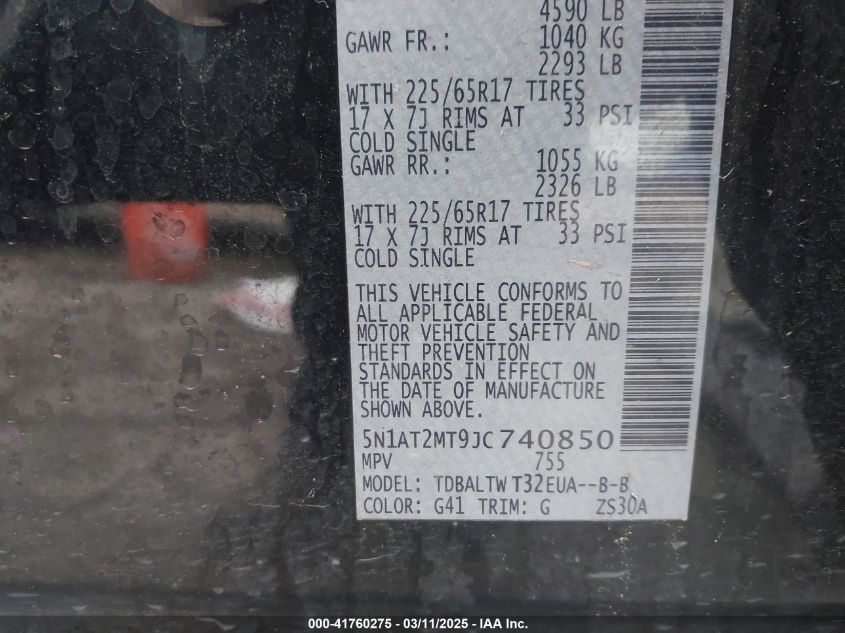 4590 LB
GAWR FR.: 1040 KG
2293 LB
WITH 225/65R17 TIRES
17 X 7J RIMS AT 33 PSI
COLD SINGLE
GAWR RR.: 1055 KG
2326 LB
WITH 225/65R17 TIRES
17 X 7J RIMS AT 33 PSI
COLD SINGLE
THIS VEHICLE CONFORMS TO
ALL APPLICABLE FEDERAL
MOTOR VEHICLE SAFETY AND
THEFT PREVENTION
STANDARDS IN EFFECT ON
THE DATE OF MANUFACTURE
SHOWN ABOVE.
5N1AT2MT9JC740850
MPV 755
MODEL: TDBALTW T32EUA--B-B
COLOR: G41 TRIM: G ZS30A
000-41760275 - 03/11/2025 - IAA Inc.